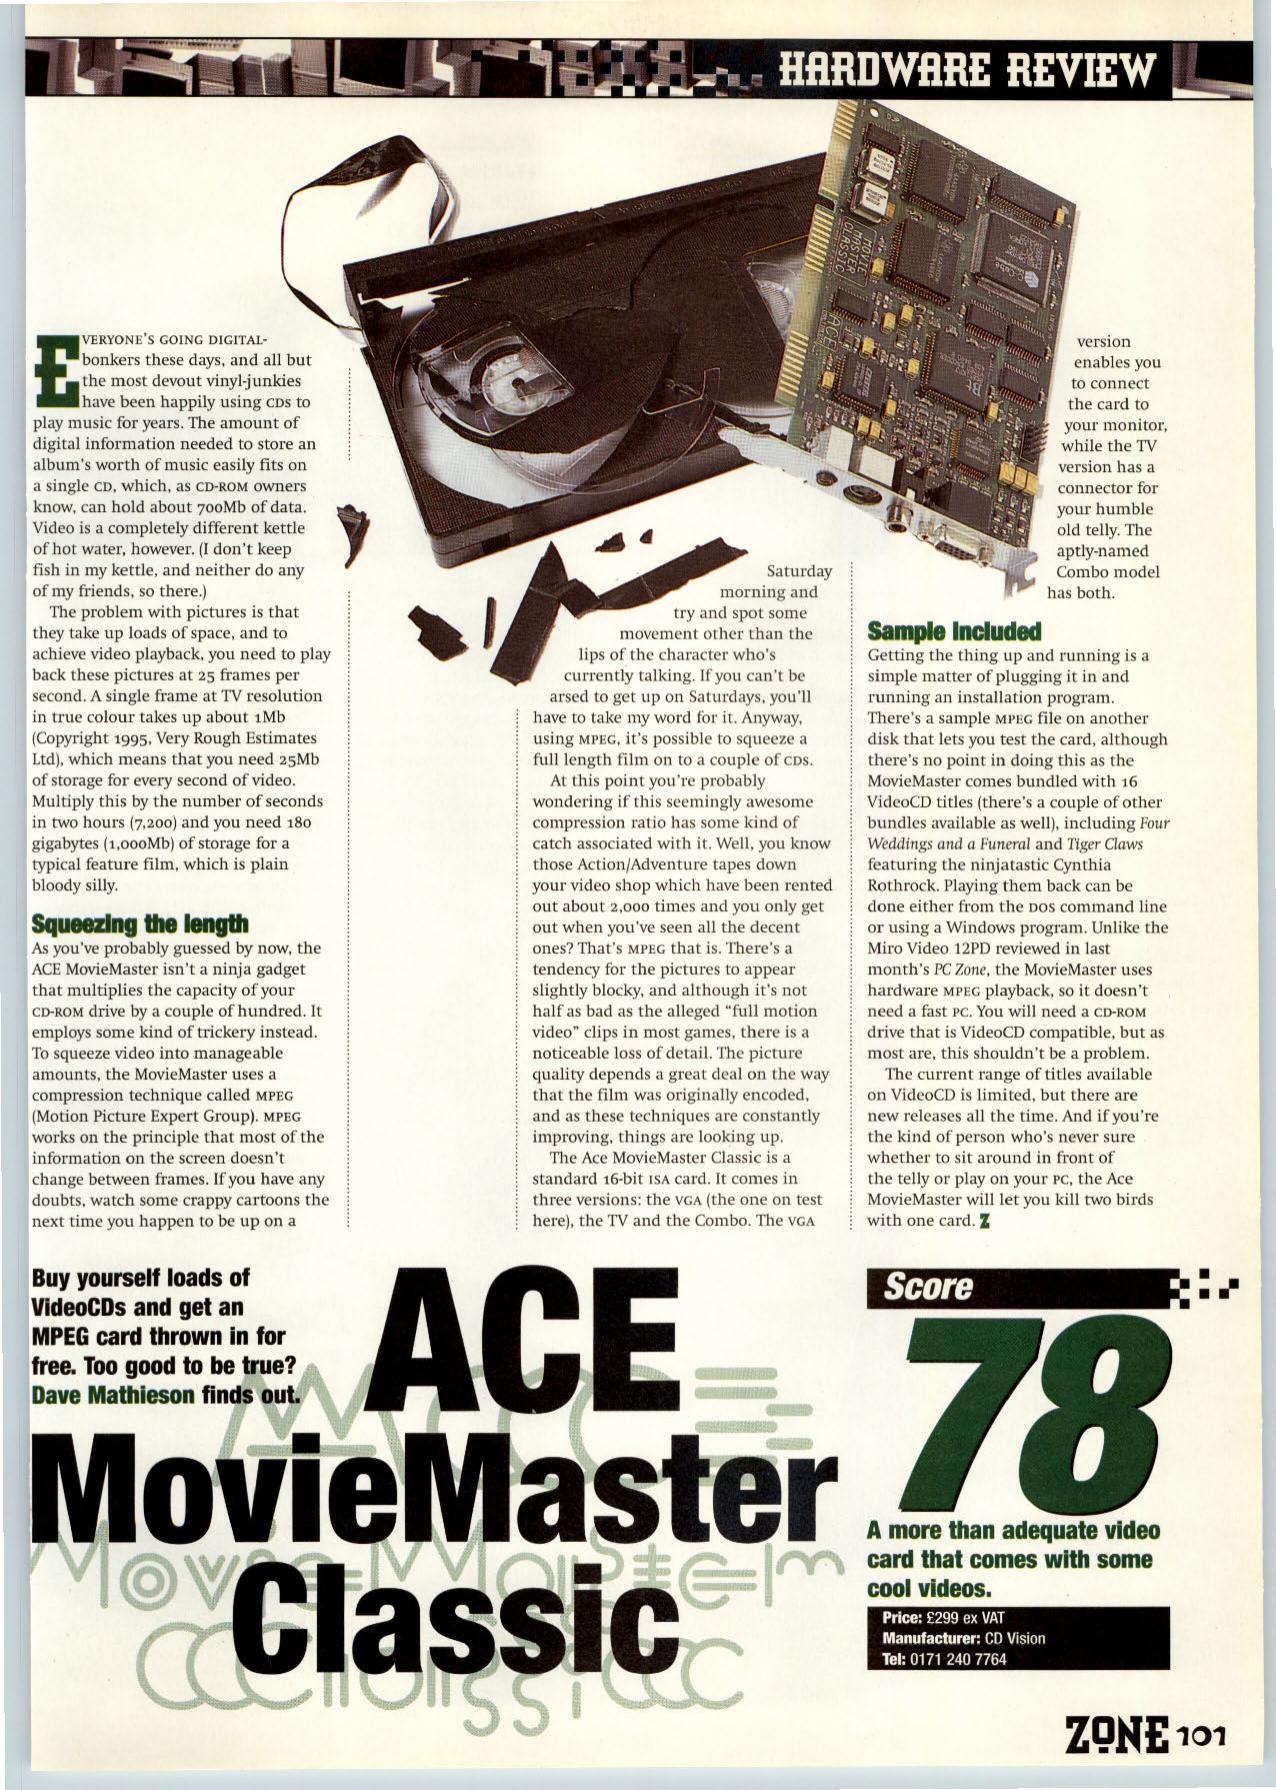 HARDWARE REVIEW
EVERYONE'S GOING DIGITAL-
bonkers these days, and all but
the most devout vinyl-junkies
have been happily using CDs to
play music for years. The amount of
digital information needed to store an
album's worth of music easily fits on
a single CD, which, as CD-ROM owners
know, can hold about 700Mb of data.
Video is a completely different kettle
of hot water, however. (I don't keep
fish in my kettle, and neither do any
of my friends, so there.)
The problem with pictures is that
they take up loads of space, and to
achieve video playback, you need to play
back these pictures at 25 frames per
second. A single frame at TV resolution
in true colour takes up about 1Mb
(Copyright 1995, Very Rough Estimates
Ltd), which means that you need 25Mb
of storage for every second of video.
Multiply this by the number of seconds
in two hours (7,200) and you need 180
gigabytes (1,000Mb) of storage for a
typical feature film, which is plain
bloody silly.
Squeezing the length
As you've probably guessed by now, the
ACE MovieMaster isn't a ninja gadget
that multiplies the capacity of your
CD-ROM drive by a couple of hundred. It
employs some kind of trickery instead.
To squeeze video into manageable
amounts, the MovieMaster uses a
compression technique called MPEG
(Motion Picture Expert Group). MPEG
works on the principle that most of the
information on the screen doesn't
change between frames. If you have any
doubts, watch some crappy cartoons the
next time you happen to be up on a
Saturday
morning and
try and spot some
movement other than the
lips of the character who's
currently talking. If you can't be
arsed to get up on Saturdays, you'll
have to take my word for it. Anyway,
using MPEG, it's possible to squeeze a
full length film on to a couple of CDs.
At this point you're probably
wondering if this seemingly awesome
compression ratio has some kind of
catch associated with it. Well, you know
those Action/Adventure tapes down
your video shop which have been rented
out about 2,000 times and you only get
out when you've seen all the decent
ones? That's MPEG that is. There's a
tendency for the pictures to appear
slightly blocky, and although it's not
half as bad as the alleged "full motion
video" clips in most games, there is a
noticeable loss of detail. The picture
quality depends a great deal on the way
that the film was originally encoded,
and as these techniques are constantly
improving, things are looking up.
The Ace MovieMaster Classic is a
standard 16-bit ISA card. It comes in
three versions: the VGA (the one on test
here), the TV and the Combo. The VGA
version
enables you
to connect
the card to
your monitor,
while the TV
version has a
connector for
your humble
old telly. The
aptly-named
Combo model
has both.
Sample Included
Getting the thing up and running is a
simple matter of plugging it in and
running an installation program.
There's a sample MPEG file on another
disk that lets you test the card, although
there's no point in doing this as the
MovieMaster comes bundled with 16
VideoCD titles (there's a couple of other
bundles available as well), including Four
Weddings and a Funeral and Tiger Claws
featuring the ninjatastic Cynthia
Rothrock. Playing them back can be
done either from the DOS command line
or using a Windows program. Unlike the
Miro Video 12PD reviewed in last
month's PC Zone, the MovieMaster uses
hardware MPEG playback, so it doesn't
need a fast PC. You will need a CD-ROM
drive that is VideoCD compatible, but as
most are, this shouldn't be a problem.
The current range of titles available
on VideoCD is limited, but there are
new releases all the time. And if you're
the kind of person who's never sure
whether to sit around in front of
the telly or play on your PC, the Ace
MovieMaster will let you kill two birds
with one card. Z
MOVIE
MASTER
CLASSIC
ACE
C-Cube
Bt
Buy yourself loads of
VideoCDs and get an
MPEG card thrown in for
free. Too good to be true?
Dave Mathieson finds out.
ACE
MovieMaster
Classic
Score
78
A more than adequate video
card that comes with some
cool videos.
Price: £299 ex VAT
Manufacturer: CD Vision
Tel: 0171 240 7764
ZONE 101